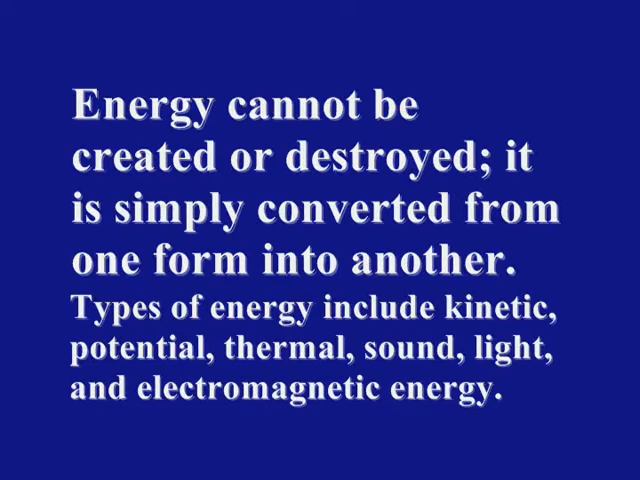 Energy cannot be
created or destroyed; it
is simply converted from
one form into another.
Types of energy include kinetic,
potential, thermal, sound, light,
and electromagnetic energy.